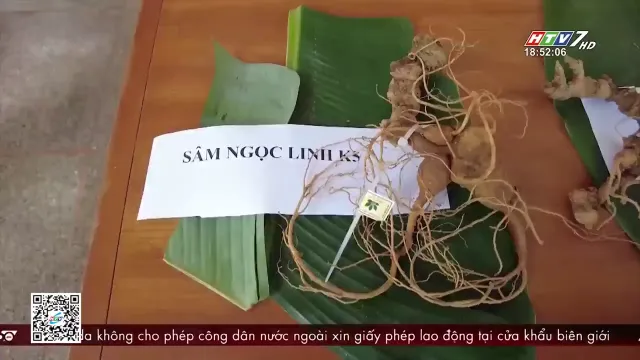 HTV7 HD
18:52:06
SÂM NGỌC LINH K5
da không cho phép công dân nước ngoài xin giấy phép lao động tại cửa khẩu biên giới